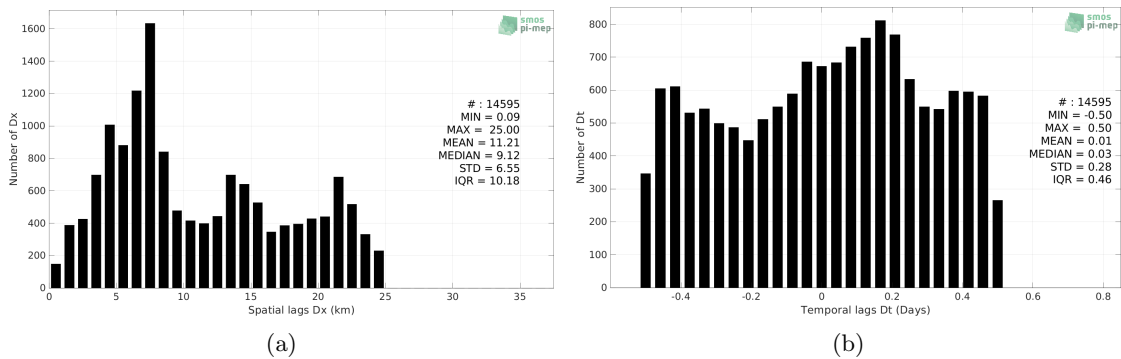 1600
1400
1200
1000
800
600
400
200
0
Number of Dx
0 5 10 15 20 25 30 35
Spatial lags Dx (km)
smos
pi-mep
# : 14595
MIN = 0.09
MAX = 25.00
MEAN = 11.21
MEDIAN = 9.12
STD = 6.55
IQR = 10.18
(a)
800
700
600
500
400
300
200
100
0
Number of Dt
-0.4 -0.2 0 0.2 0.4 0.6 0.8
Temporal lags Dt (Days)
smos
pi-mep
# : 14595
MIN = -0.50
MAX = 0.50
MEAN = 0.01
MEDIAN = 0.03
STD = 0.28
IQR = 0.46
(b)